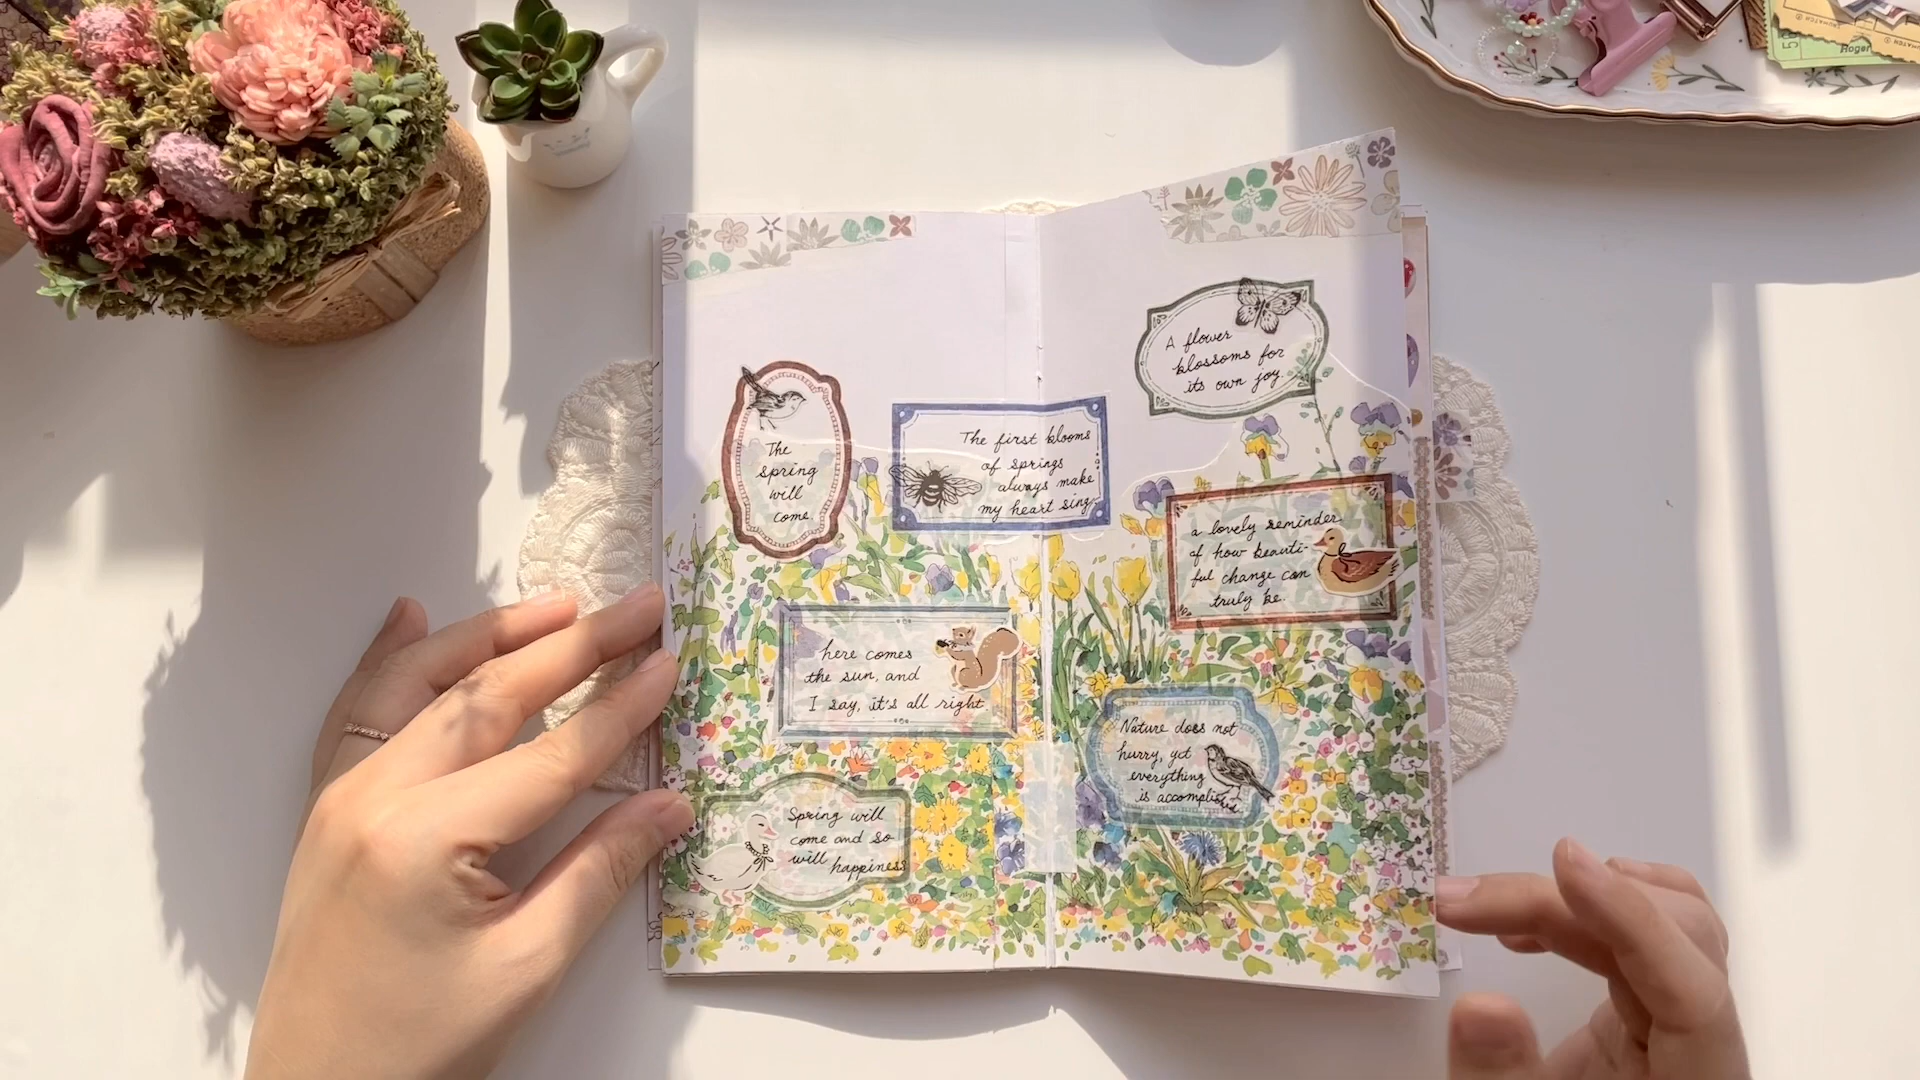 Roger
The
spring
will
come.
The first blooms
of springs
always make
my heart sing.
here comes
the sun, and
I say, it's all right.
Spring will
come and so
will happiness
A flower
blossoms for
its own joy.
a lovely reminder
of how beauti-
ful change can
truly be.
Nature does not
hurry, yet
everything
is accomplished